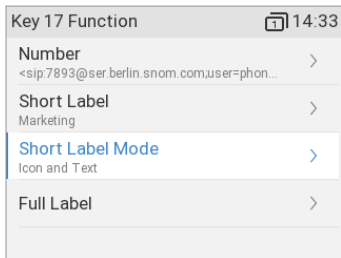 Key 17 Function 1 14:33
Number
<sip:7893@ser.berlin.snom.com;user=phon...
Short Label
Marketing
Short Label Mode
Icon and Text
Full Label